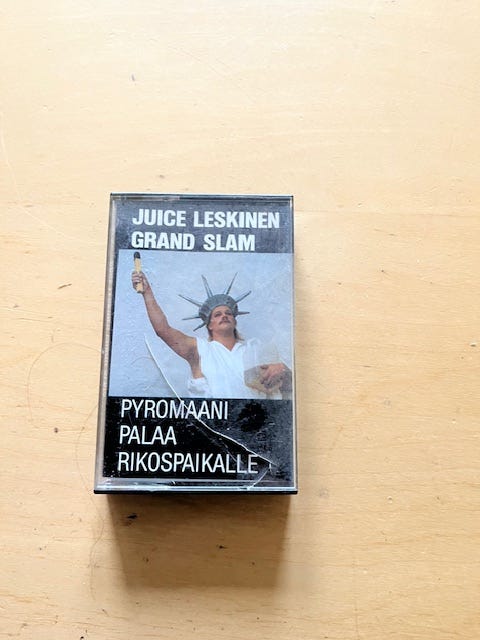 JUICE LESKINEN
GRAND SLAM
PYROMAANI
PALAA
RIKOSPAIKALLE